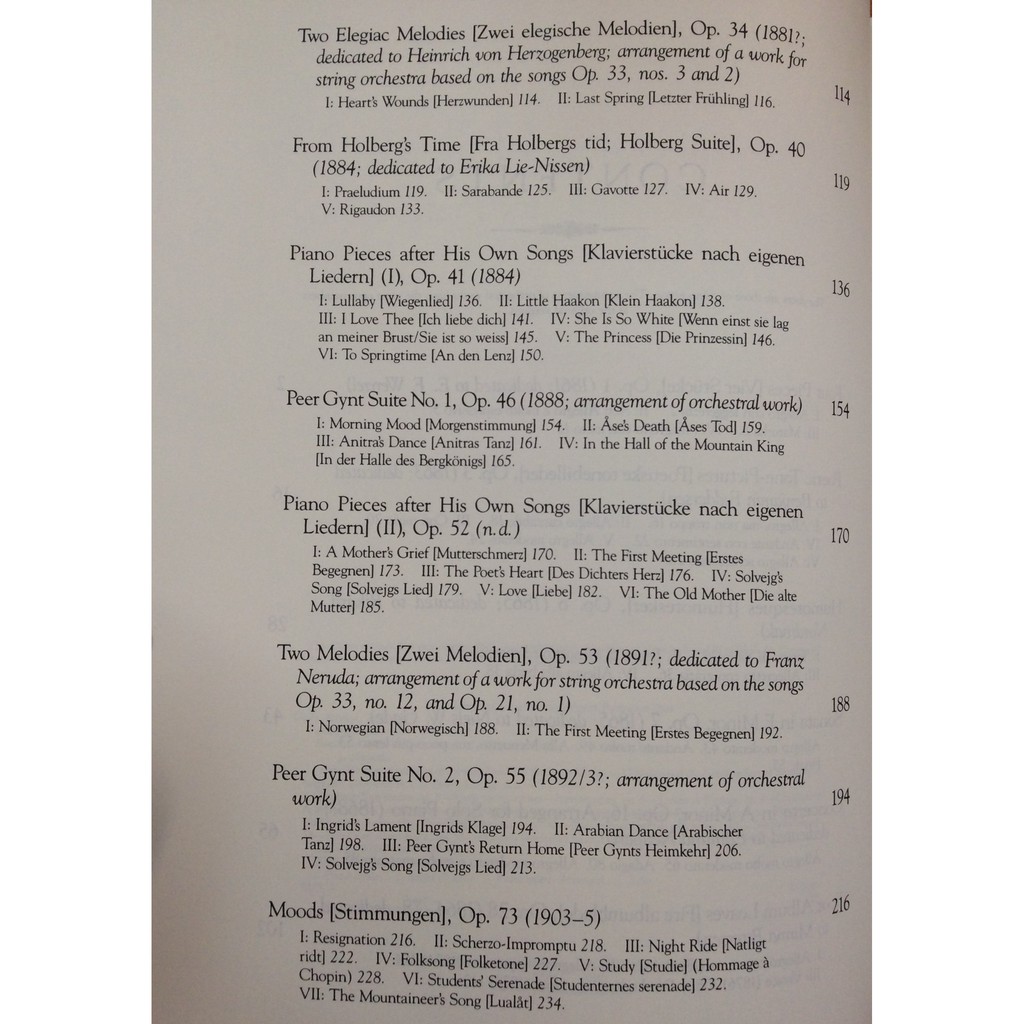 Two Elegiac Melodies [Zwei elegische Melodien], Op. 34 (1881?;
dedicated to Heinrich von Herzogenberg; arrangement of a work for
string orchestra based on the songs Op. 33, nos. 3 and 2) 114
I: Heart's Wounds [Herzwunden] 114. II: Last Spring [Letzter Frühling] 116.
From Holberg's Time [Fra Holbergs tid; Holberg Suite], Op. 40
(1884; dedicated to Erika Lie-Nissen) 119
I: Praeludium 119. II: Sarabande 125. III: Gavotte 127. IV: Air 129.
V: Rigaudon 133.
Piano Pieces after His Own Songs [Klavierstücke nach eigenen
Liedern] (I), Op. 41 (1884) 136
I: Lullaby [Wiegenlied] 136. II: Little Haakon [Klein Haakon] 138.
III: I Love Thee [Ich liebe dich] 141. IV: She Is So White [Wenn einst sie lag
an meiner Brust/Sie ist so weiss] 145. V: The Princess [Die Prinzessin] 146.
VI: To Springtime [An den Lenz] 150.
Peer Gynt Suite No. 1, Op. 46 (1888; arrangement of orchestral work) 154
I: Morning Mood [Morgenstimmung] 154. II: Åse's Death [Åses Tod] 159.
III: Anitra's Dance [Anitras Tanz] 161. IV: In the Hall of the Mountain King
[In der Halle des Bergkönigs] 165.
Piano Pieces after His Own Songs [Klavierstücke nach eigenen
Liedern] (II), Op. 52 (n.d.) 170
I: A Mother's Grief [Mutterschmerz] 170. II: The First Meeting [Erstes
Begegnen] 173. III: The Poet's Heart [Des Dichters Herz] 176. IV: Solvejg's
Song [Solvejgs Lied] 179. V: Love [Liebe] 182. VI: The Old Mother [Die alte
Mutter] 185.
Two Melodies [Zwei Melodien], Op. 53 (1891?; dedicated to Franz
Neruda; arrangement of a work for string orchestra based on the songs
Op. 33, no. 12, and Op. 21, no. 1) 188
I: Norwegian [Norwegisch] 188. II: The First Meeting [Erstes Begegnen] 192.
Peer Gynt Suite No. 2, Op. 55 (1892/3?; arrangement of orchestral
work) 194
I: Ingrid's Lament [Ingrids Klage] 194. II: Arabian Dance [Arabischer
Tanz] 198. III: Peer Gynt's Return Home [Peer Gynts Heimkehr] 206.
IV: Solvejg's Song [Solvejgs Lied] 213.
Moods [Stimmungen], Op. 73 (1903–5) 216
I: Resignation 216. II: Scherzo-Impromptu 218. III: Night Ride [Natligt
ridt] 222. IV: Folksong [Folketone] 227. V: Study [Studie] (Hommage à
Chopin) 228. VI: Students' Serenade [Studenternes serenade] 232.
VII: The Mountaineer's Song [Lualåt] 234.